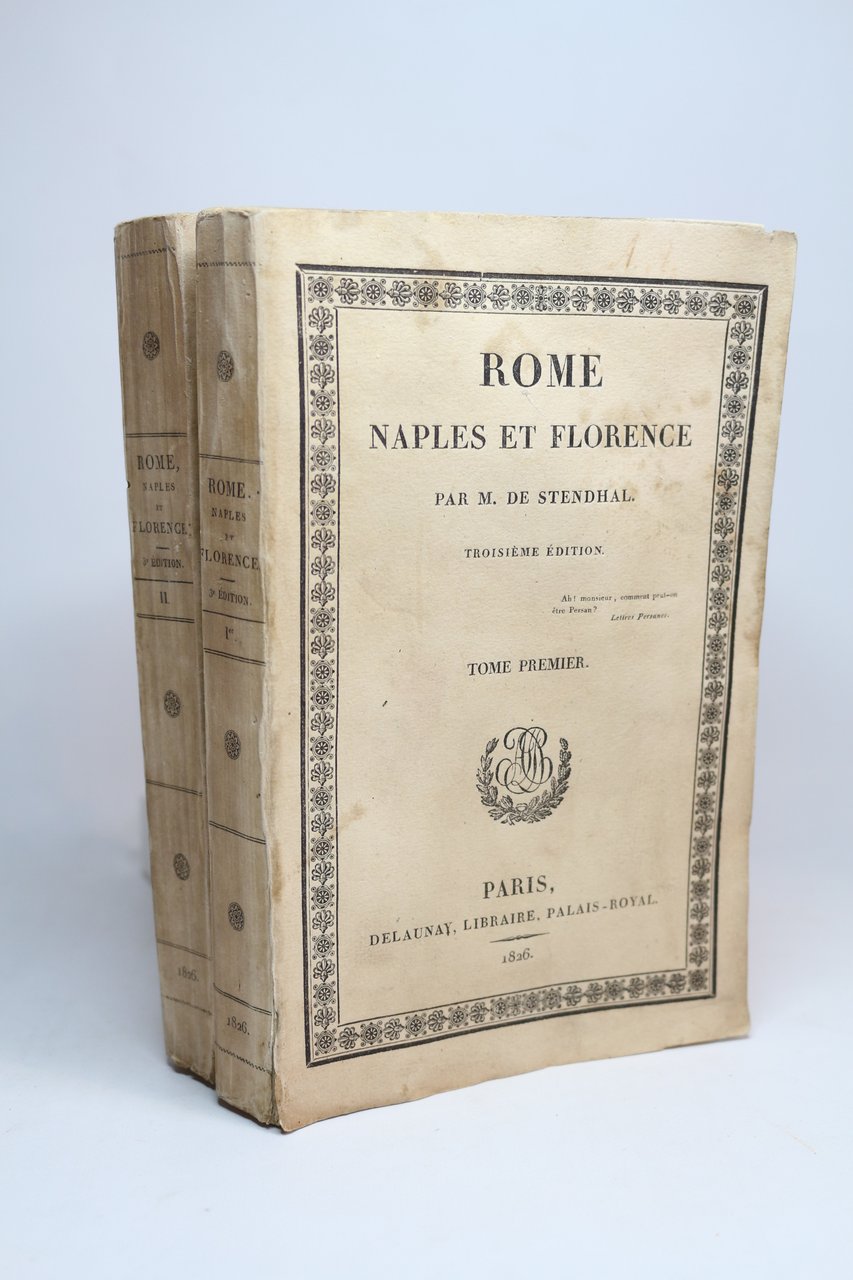 ROME,
NAPLES
ET
FLORENCE.
3e ÉDITION.
II
1826.
ROME.
NAPLES
ET
FLORENCE
3e ÉDITION.
Ier
1826.
ROME
NAPLES ET FLORENCE
PAR M. DE STENDHAL.
TROISIÈME ÉDITION.
Ah! monsieur, comment peut-on
être Persan?
Lettres Persanes.
TOME PREMIER.
PARIS,
DELAUNAY, LIBRAIRE, PALAIS-ROYAL.
1826.